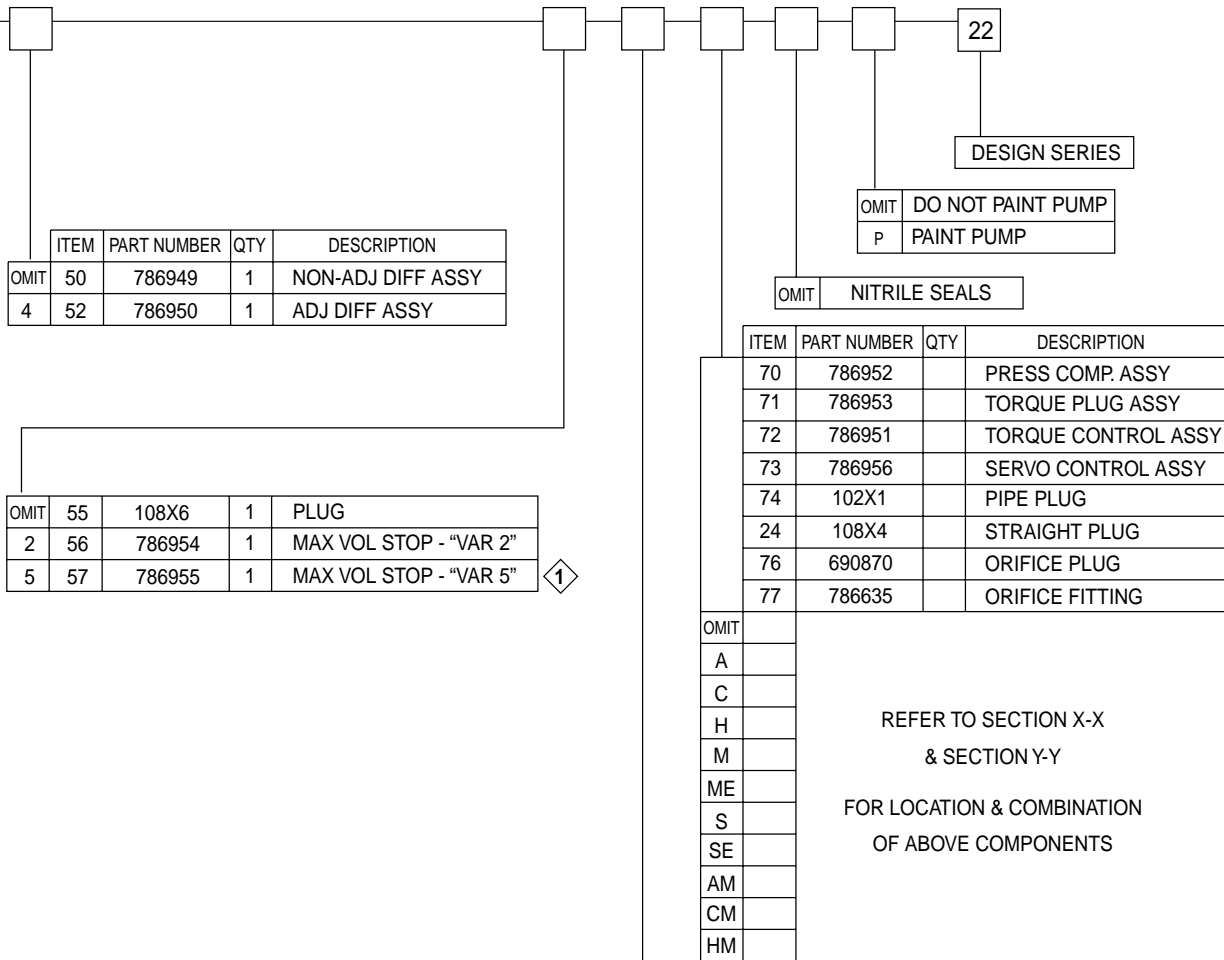 22
DESIGN SERIES
OMIT DO NOT PAINT PUMP
P PAINT PUMP
OMIT NITRILE SEALS
ITEM PART NUMBER QTY DESCRIPTION
OMIT 50 786949 1 NON-ADJ DIFF ASSY
4 52 786950 1 ADJ DIFF ASSY
OMIT 55 108X6 1 PLUG
2 56 786954 1 MAX VOL STOP - “VAR 2”
5 57 786955 1 MAX VOL STOP - “VAR 5” 1
ITEM PART NUMBER QTY DESCRIPTION
70 786952 PRESS COMP. ASSY
71 786953 TORQUE PLUG ASSY
72 786951 TORQUE CONTROL ASSY
73 786956 SERVO CONTROL ASSY
74 102X1 PIPE PLUG
24 108X4 STRAIGHT PLUG
76 690870 ORIFICE PLUG
77 786635 ORIFICE FITTING
OMIT
A
C
H
M
ME
S
SE
AM
CM
HM
REFER TO SECTION X-X
& SECTION Y-Y
FOR LOCATION & COMBINATION
OF ABOVE COMPONENTS